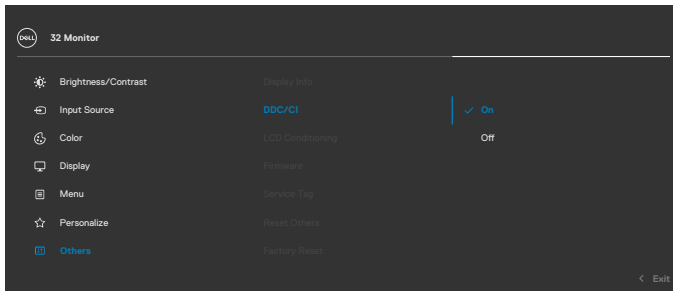 DELL
32 Monitor
Brightness/Contrast Display Info
Input Source DDC/CI ✓ On
Color LCD Conditioning Off
Display Firmware
Menu Service Tag
Personalize Reset Others
Others Factory Reset
< Exit